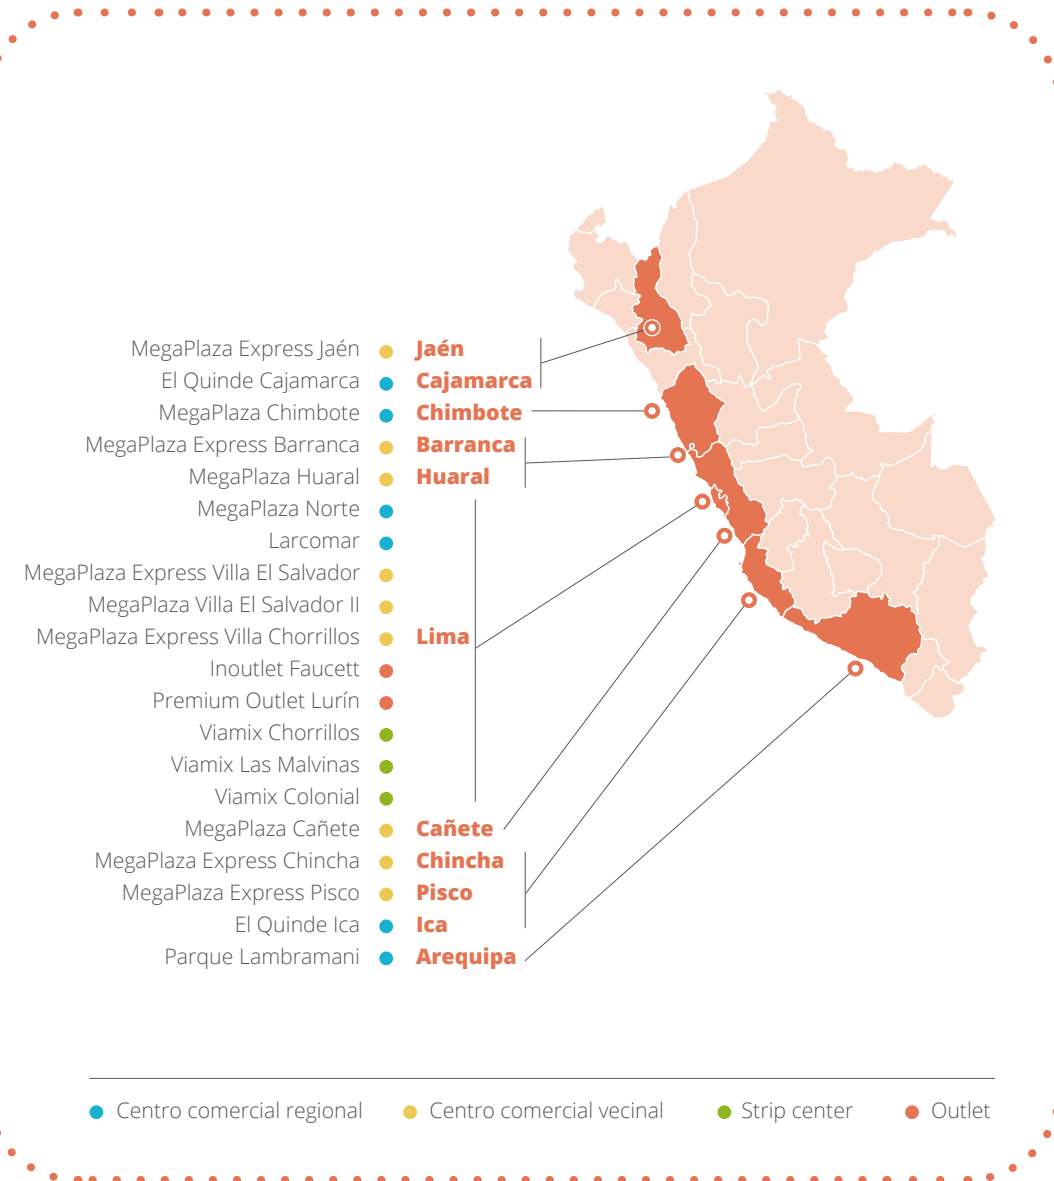 MegaPlaza Express Jaén Jaén
El Quinde Cajamarca Cajamarca
MegaPlaza Chimbote Chimbote
MegaPlaza Express Barranca Barranca
MegaPlaza Huaral Huaral
MegaPlaza Norte
Larcomar
MegaPlaza Express Villa El Salvador
MegaPlaza Villa El Salvador II
MegaPlaza Express Villa Chorrillos Lima
Inoutlet Faucett
Premium Outlet Lurín
Viamix Chorrillos
Viamix Las Malvinas
Viamix Colonial
MegaPlaza Cañete Cañete
MegaPlaza Express Chincha Chincha
MegaPlaza Express Pisco Pisco
El Quinde Ica Ica
Parque Lambramani Arequipa
Centro comercial regional Centro comercial vecinal Strip center Outlet